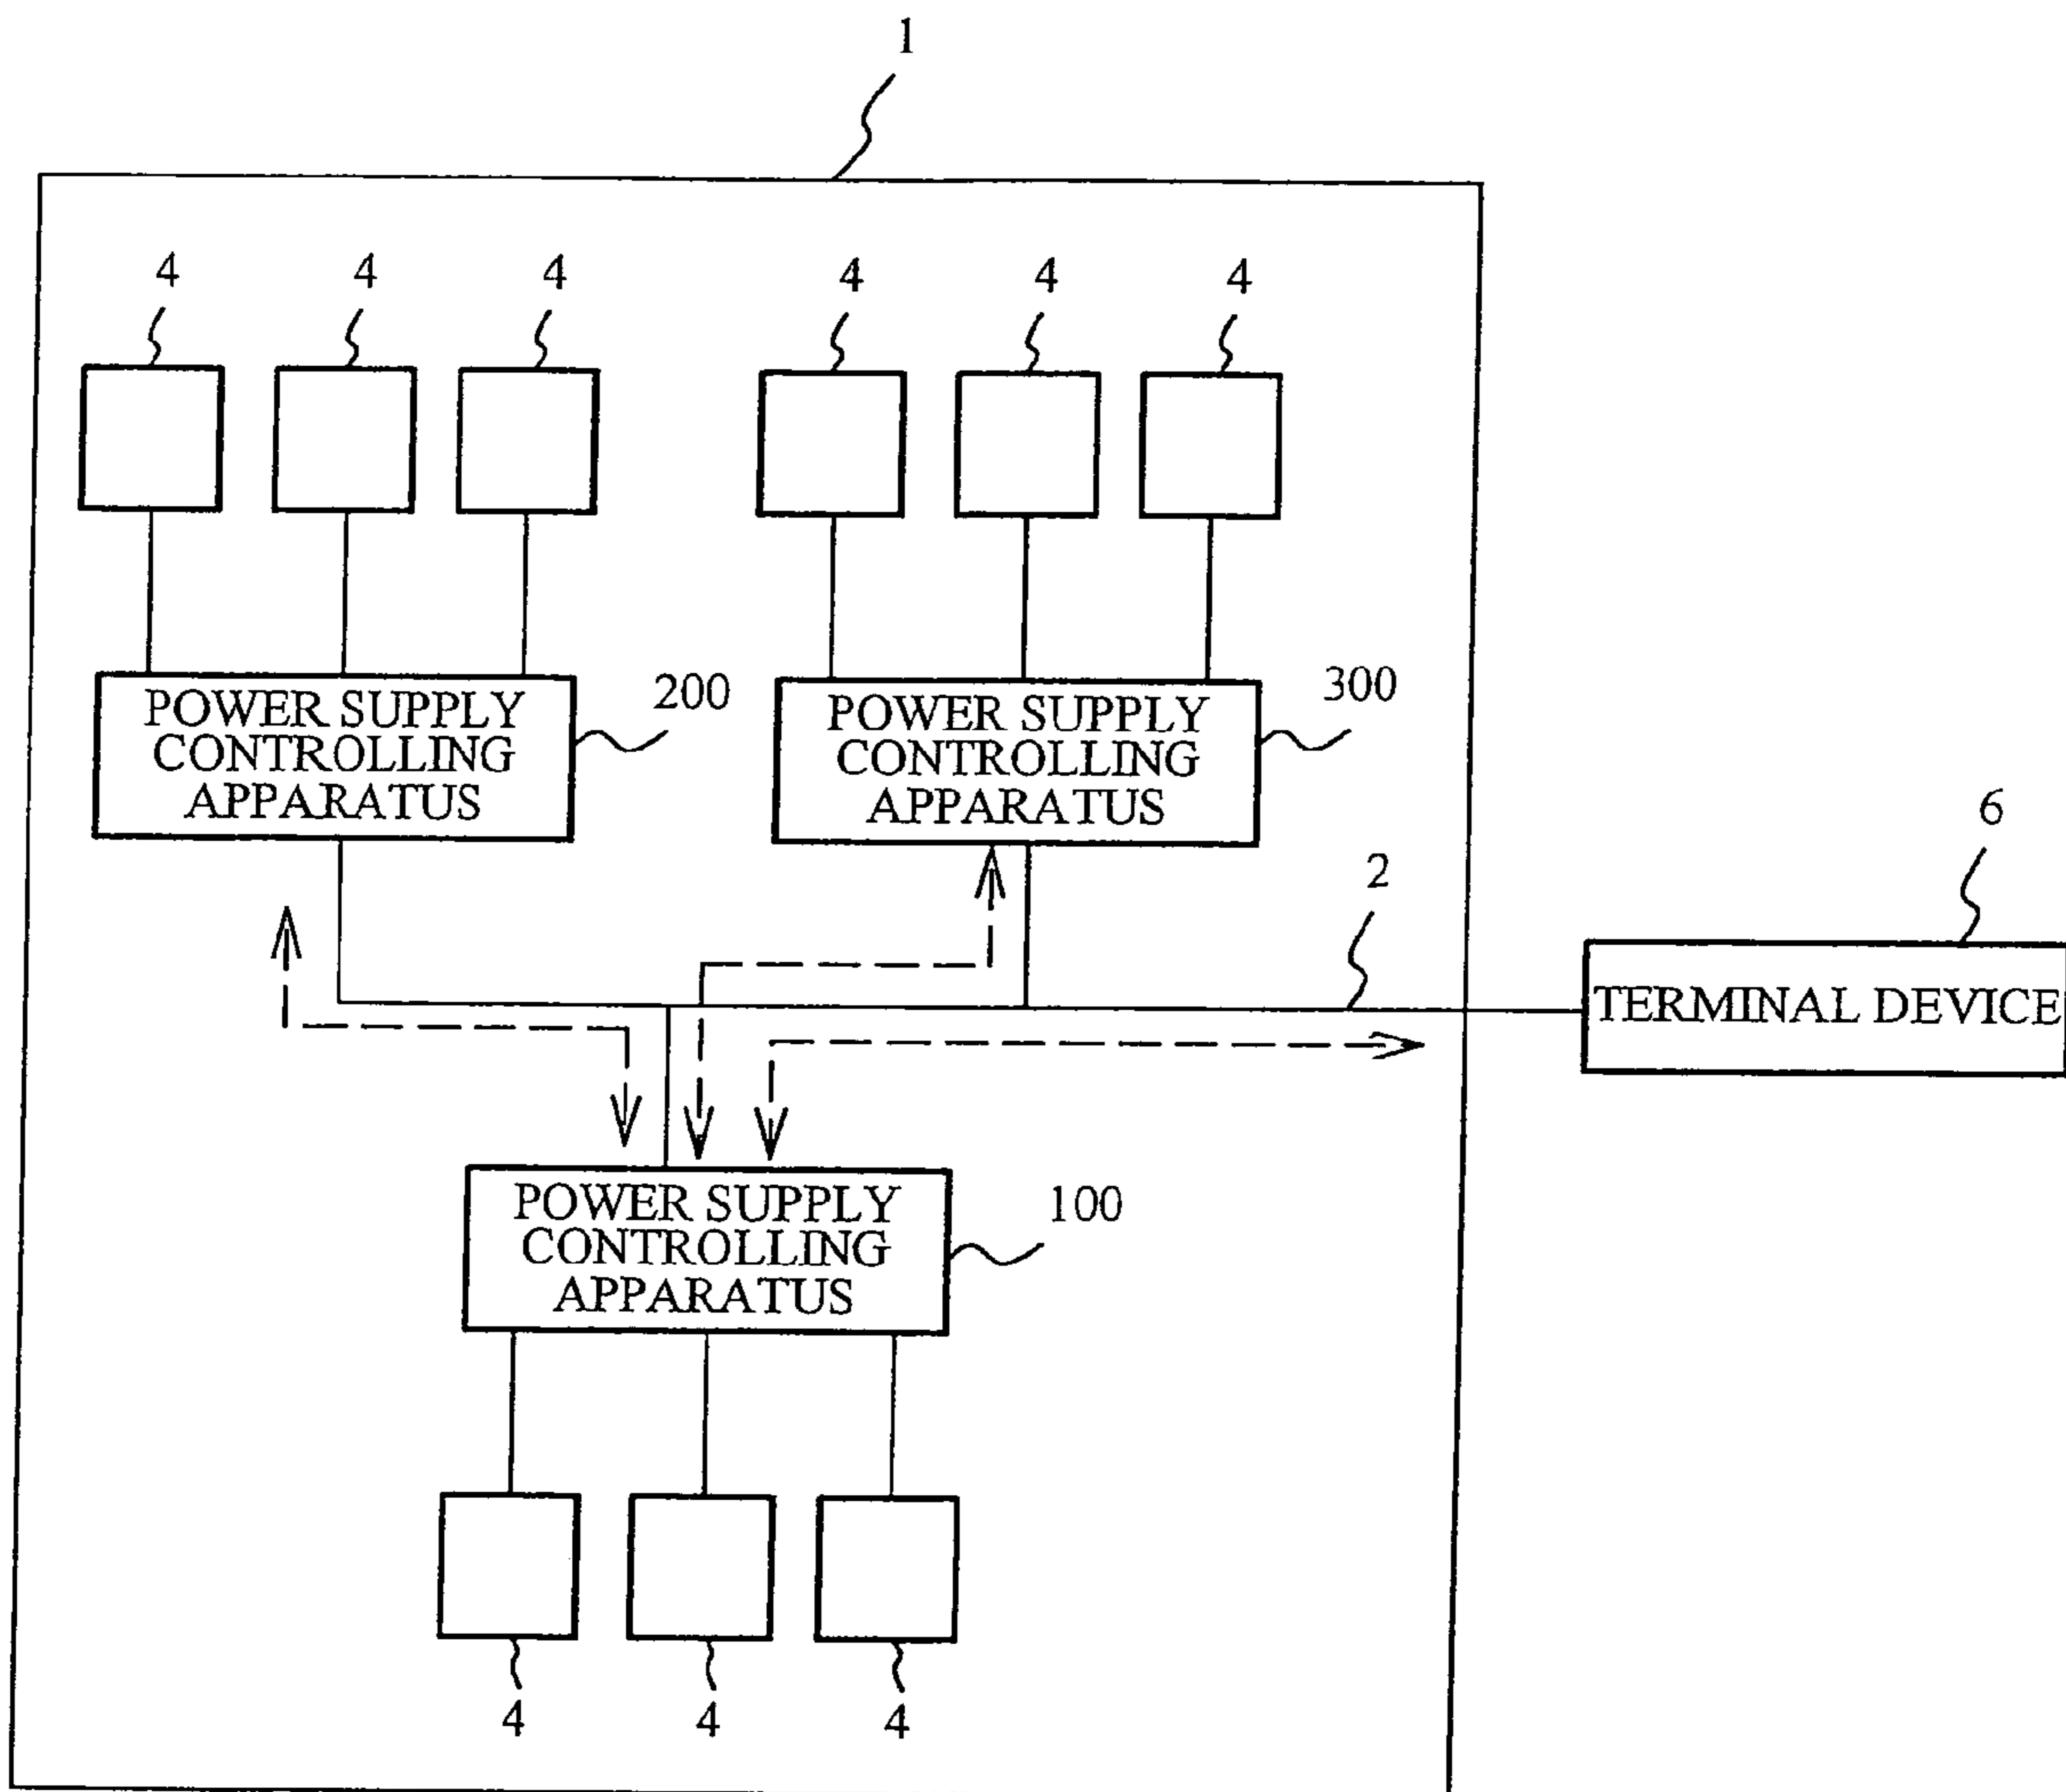 1
4 4 4 4 4 4
POWER SUPPLY
CONTROLLING
APPARATUS
200
POWER SUPPLY
CONTROLLING
APPARATUS
300
2
6
TERMINAL DEVICE
POWER SUPPLY
CONTROLLING
APPARATUS
100
4 4 4